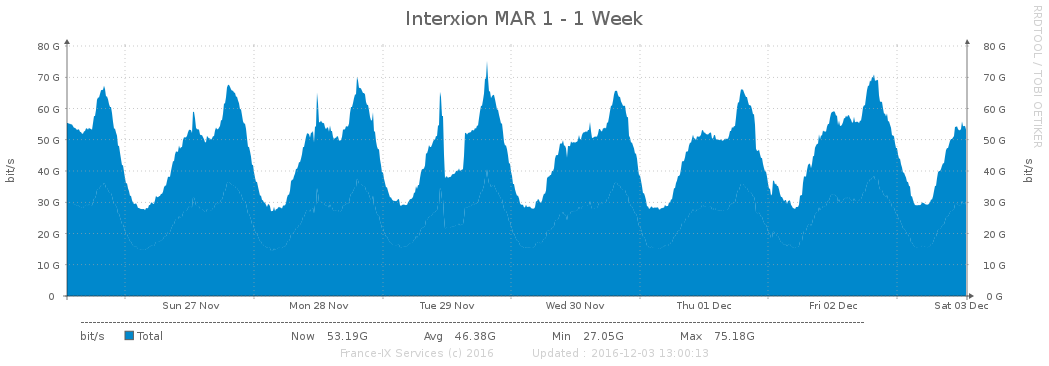 Interxion MAR 1 - 1 Week
RRDTOOL / TOBI OETIKER
bit/s
80 G 80 G
70 G 70 G
60 G 60 G
50 G 50 G
40 G 40 G
30 G 30 G
20 G 20 G
10 G 10 G
0 0 G
bit/s
Sun 27 Nov Mon 28 Nov Tue 29 Nov Wed 30 Nov Thu 01 Dec Fri 02 Dec Sat 03 Dec
bit/s Total Now 53.19G Avg 46.38G Min 27.05G Max 75.18G
France-IX Services (c) 2016 Updated : 2016-12-03 13:00:13